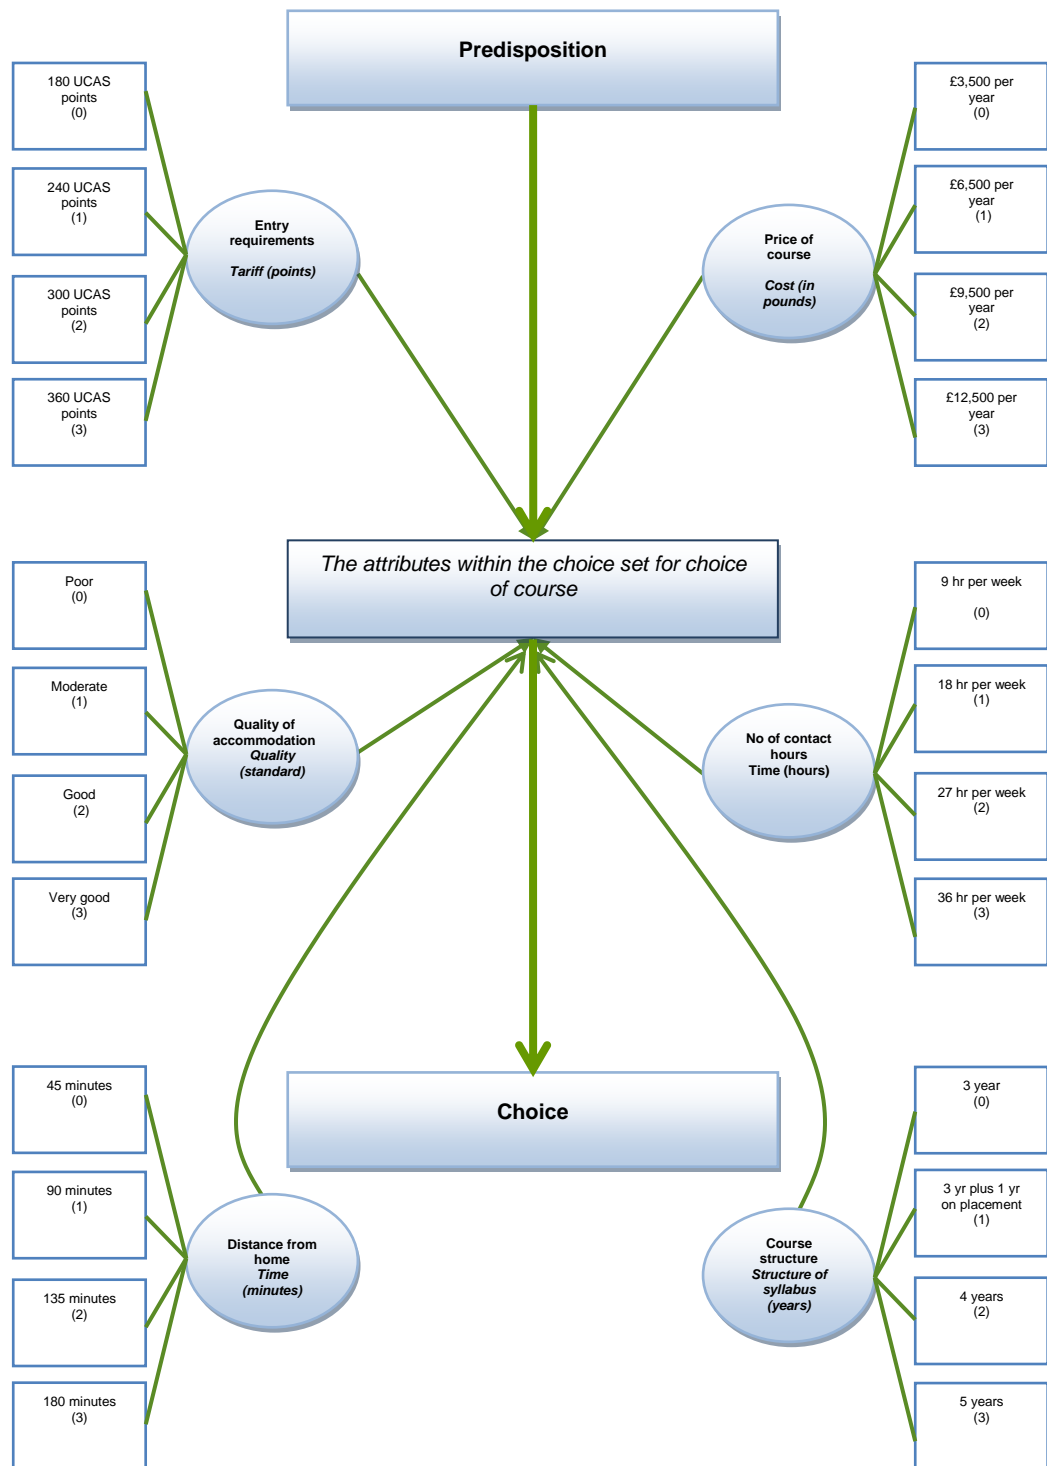 Predisposition
180 UCAS
points
(0)
240 UCAS
points
(1)
300 UCAS
points
(2)
360 UCAS
points
(3)
Entry
requirements
Tariff (points)
Price of
course
Cost (in
pounds)
£3,500 per
year
(0)
£6,500 per
year
(1)
£9,500 per
year
(2)
£12,500 per
year
(3)
The attributes within the choice set for choice
of course
Poor
(0)
Moderate
(1)
Good
(2)
Very good
(3)
Quality of
accommodation
Quality
(standard)
No of contact
hours
Time (hours)
9 hr per week
(0)
18 hr per week
(1)
27 hr per week
(2)
36 hr per week
(3)
Choice
45 minutes
(0)
90 minutes
(1)
135 minutes
(2)
180 minutes
(3)
Distance from
home
Time
(minutes)
Course
structure
Structure of
syllabus
(years)
3 year
(0)
3 yr plus 1 yr
on placement
(1)
4 years
(2)
5 years
(3)